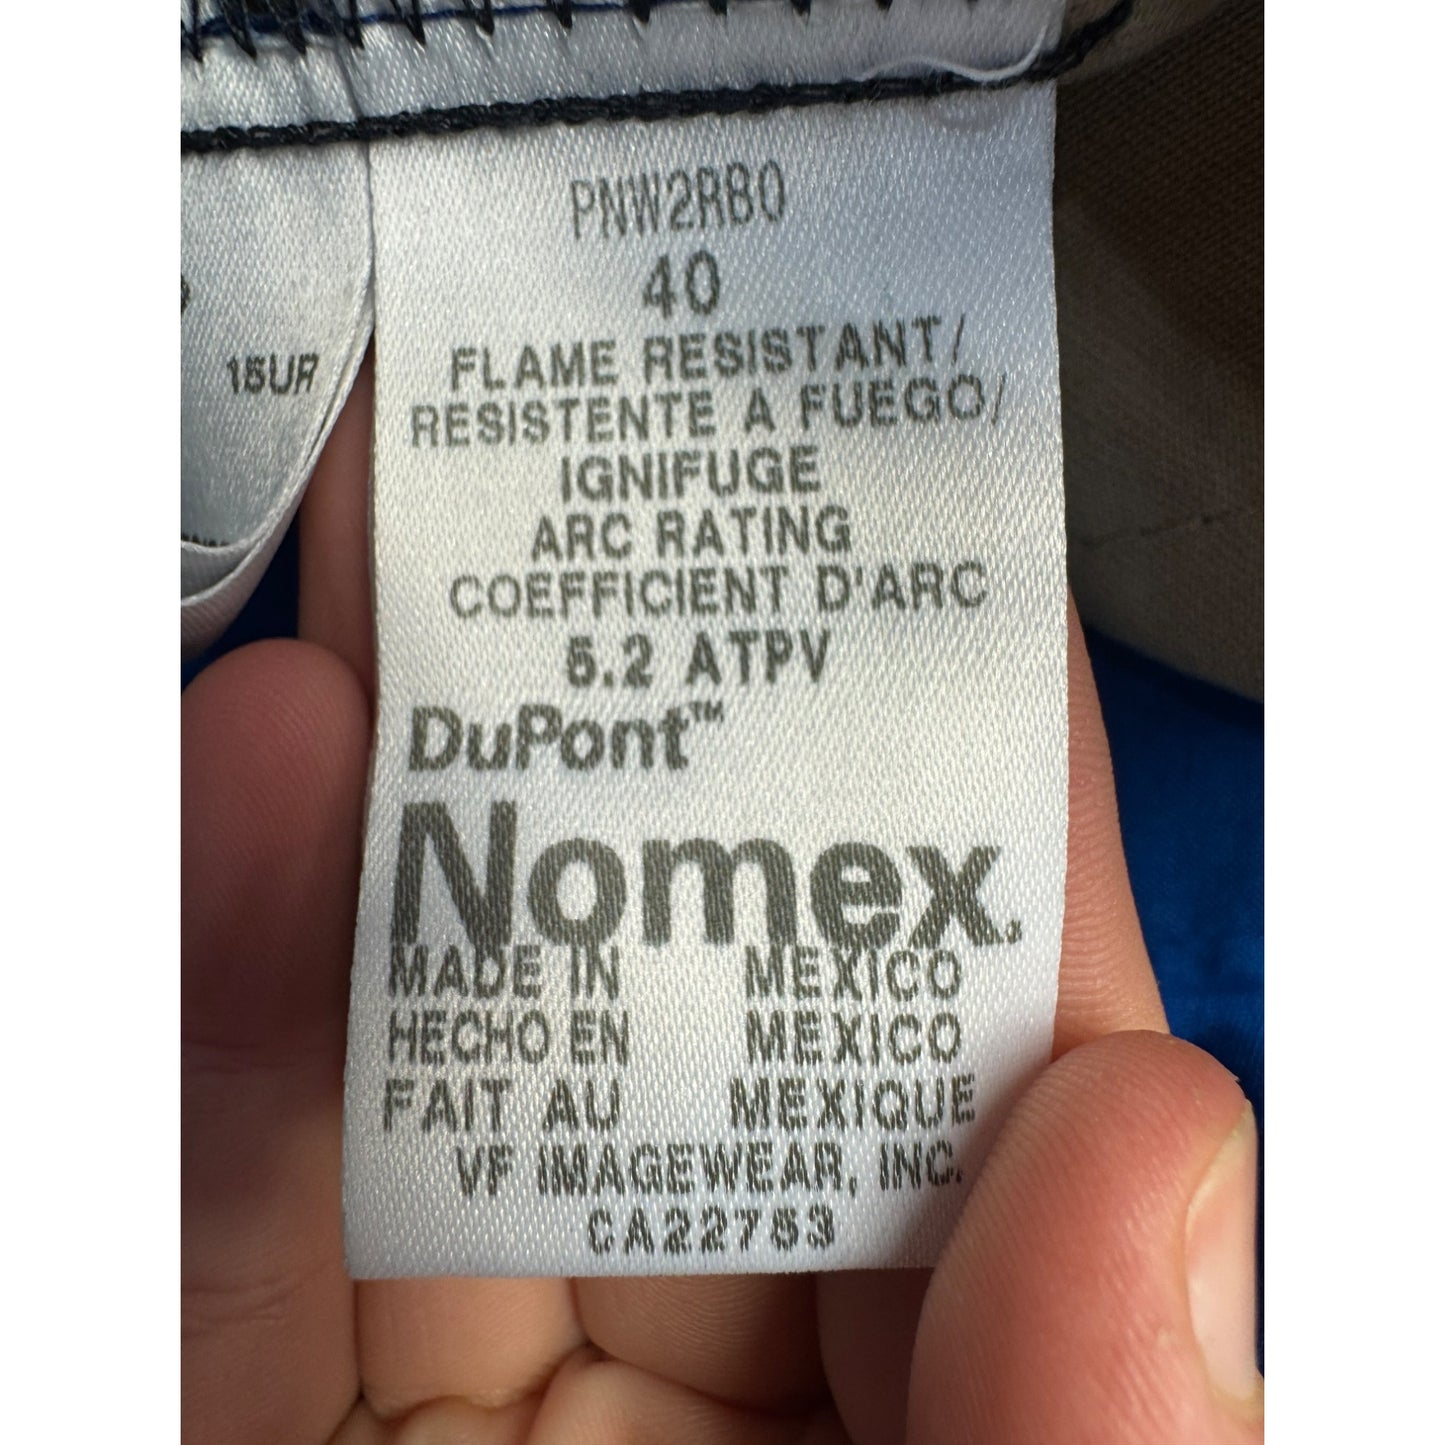 PNW2RB0
40
FLAME RESISTANT/
RESISTENTE A FUEGO/
IGNIFUGE
ARC RATING
COEFFICIENT D'ARC
5.2 ATPV
DuPont™
Nomex®
MADE IN MEXICO
HECHO EN MEXICO
FAIT AU MEXIQUE
VF IMAGEWEAR, INC.
CA22753
15UR